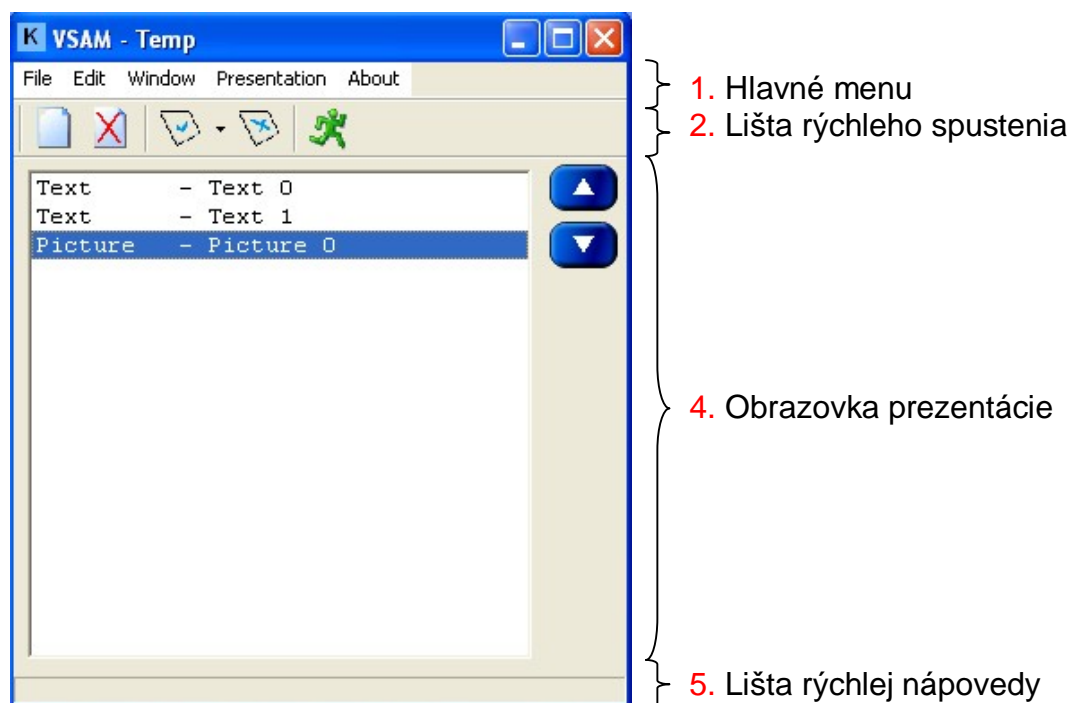 K VSAM - Temp
File Edit Window Presentation About
1. Hlavné menu
2. Lišta rýchleho spustenia
Text - Text 0
Text - Text 1
Picture - Picture 0
4. Obrazovka prezentácie
5. Lišta rýchlej nápovedy